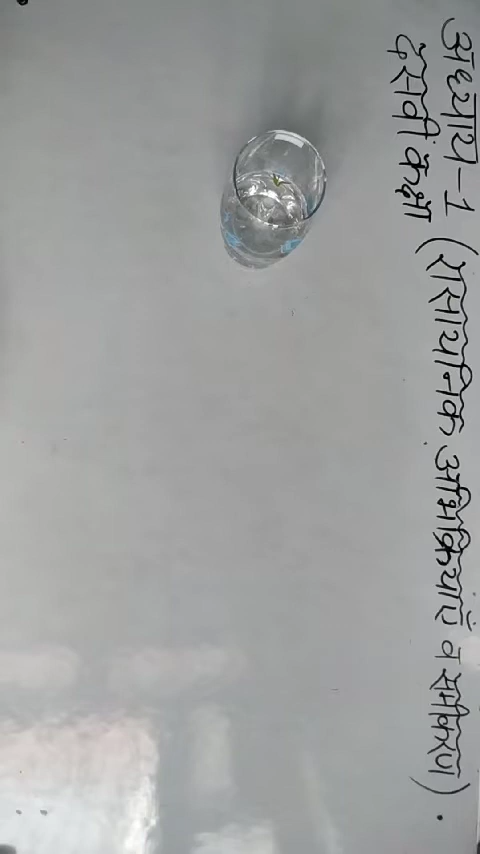 अध्याय-1 (रासायनिक अभिक्रियाएँ व समीकरण).
दसवीं कक्षा